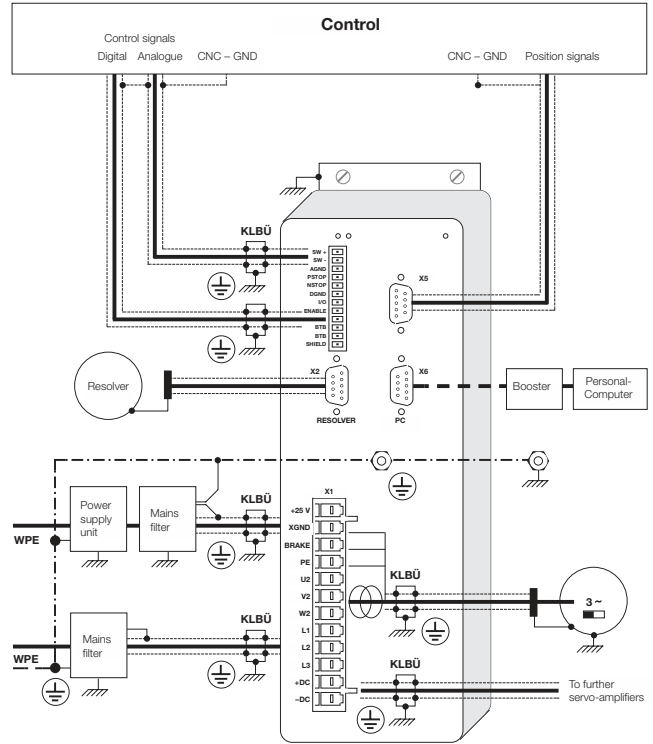 Control
Control signals
Digital Analogue CNC – GND
CNC – GND Position signals
KLBÜ
SW +
SW -
AGND
PSTOP
NSTOP
DGND
I/O
ENABLE
BTB
BTB
SHIELD
X5
X2
X6
Resolver
RESOLVER
PC
Booster
Personal-
Computer
X1
Power
supply
unit
Mains
filter
KLBÜ
WPE
+25 V
XGND
BRAKE
PE
U2
V2
W2
L1
L2
L3
+DC
–DC
KLBÜ
3 ~
Mains
filter
KLBÜ
WPE
KLBÜ
To further
servo-amplifiers